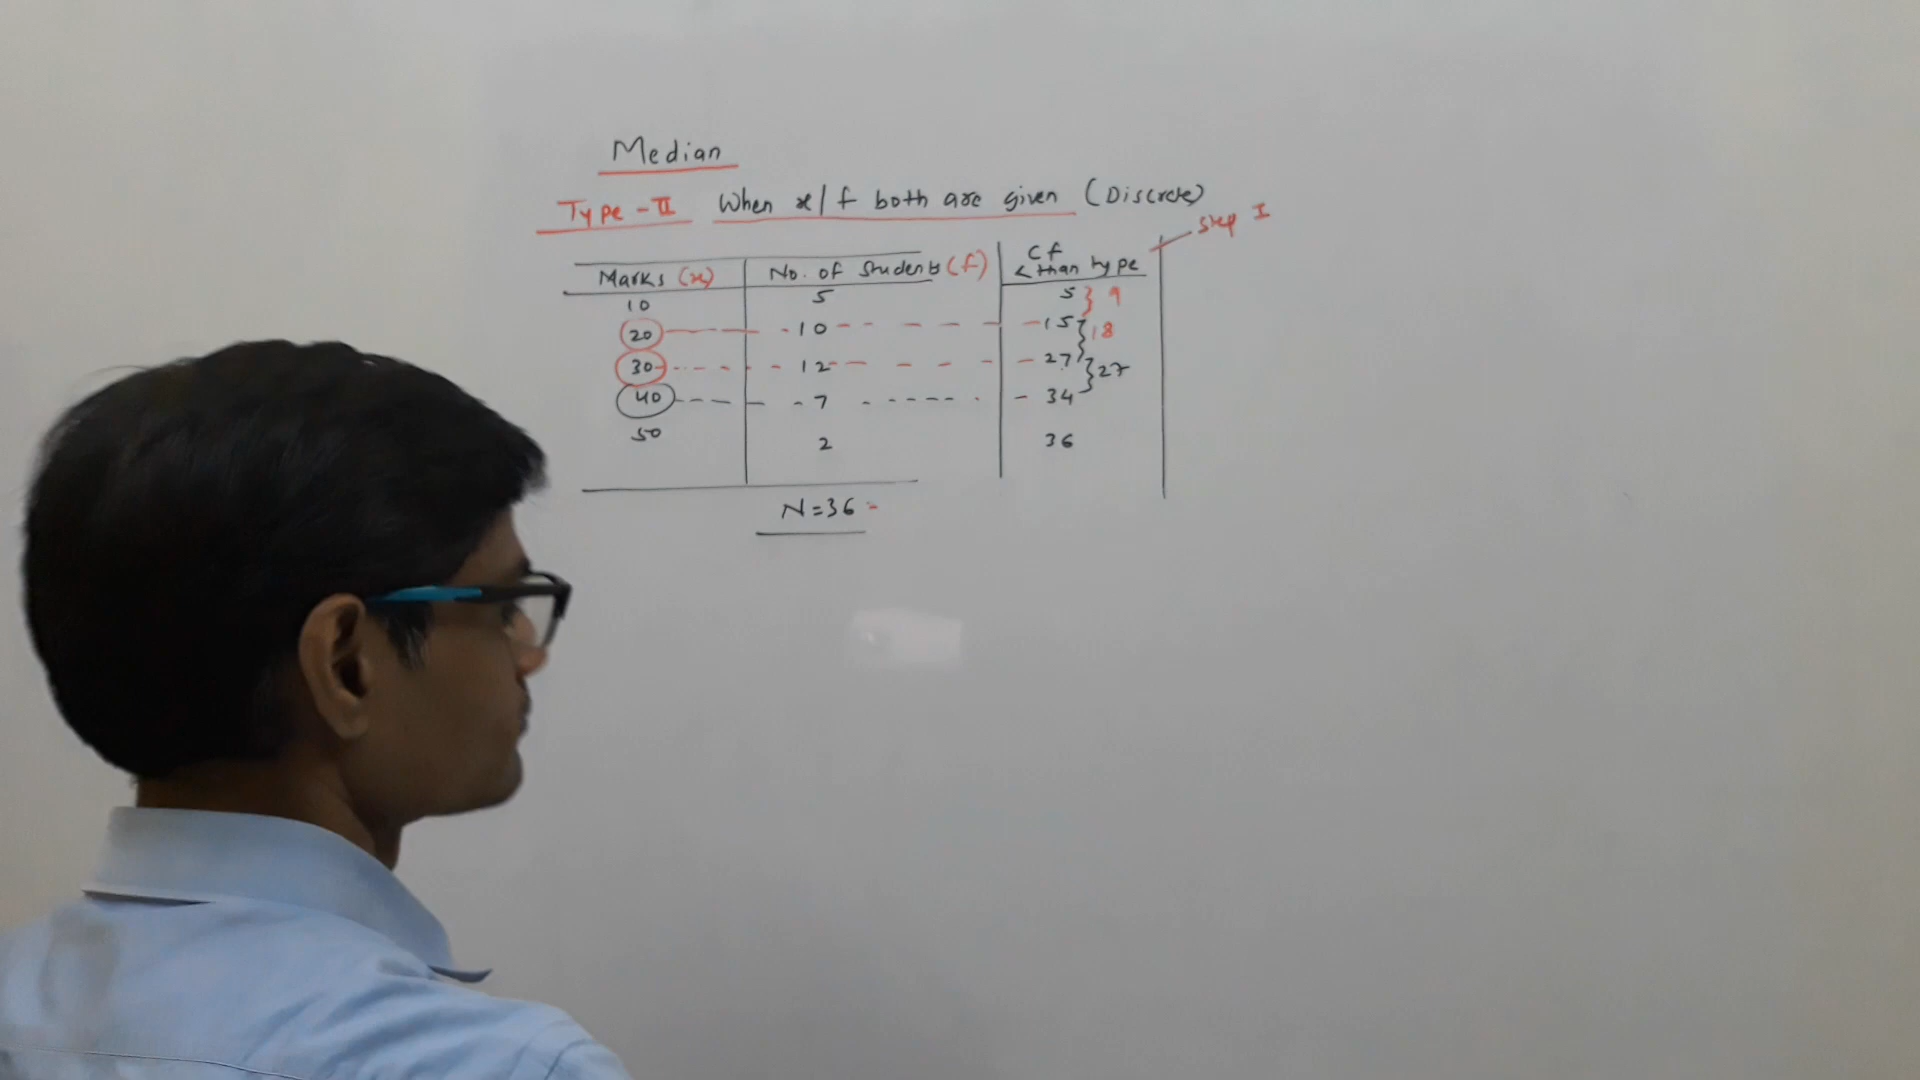 Median
Type-II When x/f both are given (Discrete)
Step I
Marks (x) No. of Students (f) Cf < than type
10 5 5 } 9
20 10 15 } 18
30 12 27 } 27
40 7 34
50 2 36
N=36